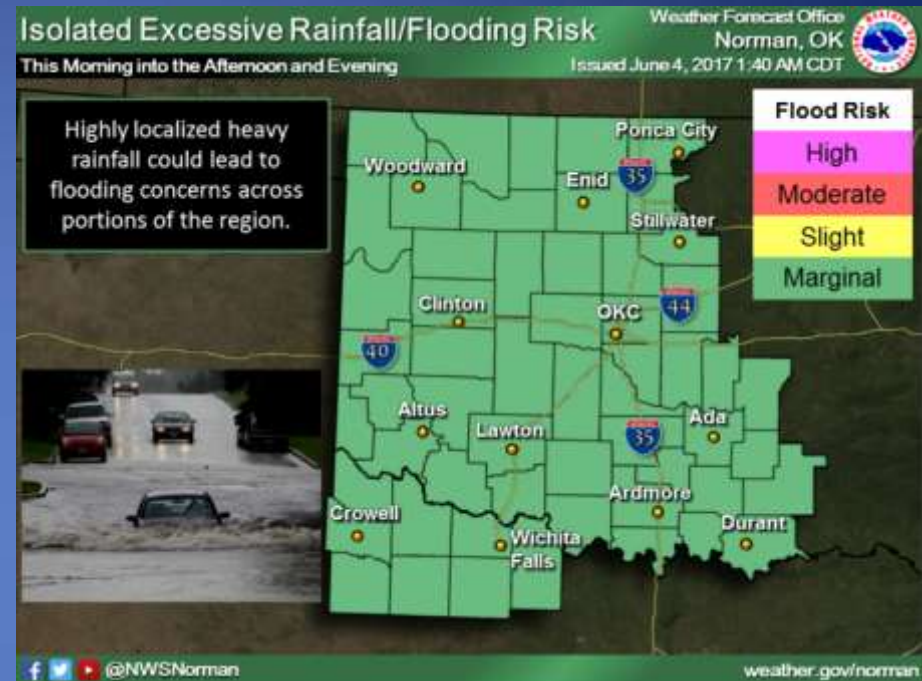 Isolated Excessive Rainfall/Flooding Risk
This Morning into the Afternoon and Evening
Weather Forecast Office
Norman, OK
Issued June 4, 2017 1:40 AM CDT
Highly localized heavy
rainfall could lead to
flooding concerns across
portions of the region.
Flood Risk
High
Moderate
Slight
Marginal
Ponca City
Woodward
Enid
35
Stillwater
Clinton
OKC
44
40
Altus
Lawton
35
Ada
Ardmore
Crowell
Wichita
Falls
Durant
@NWSNorman
weather.gov/norman